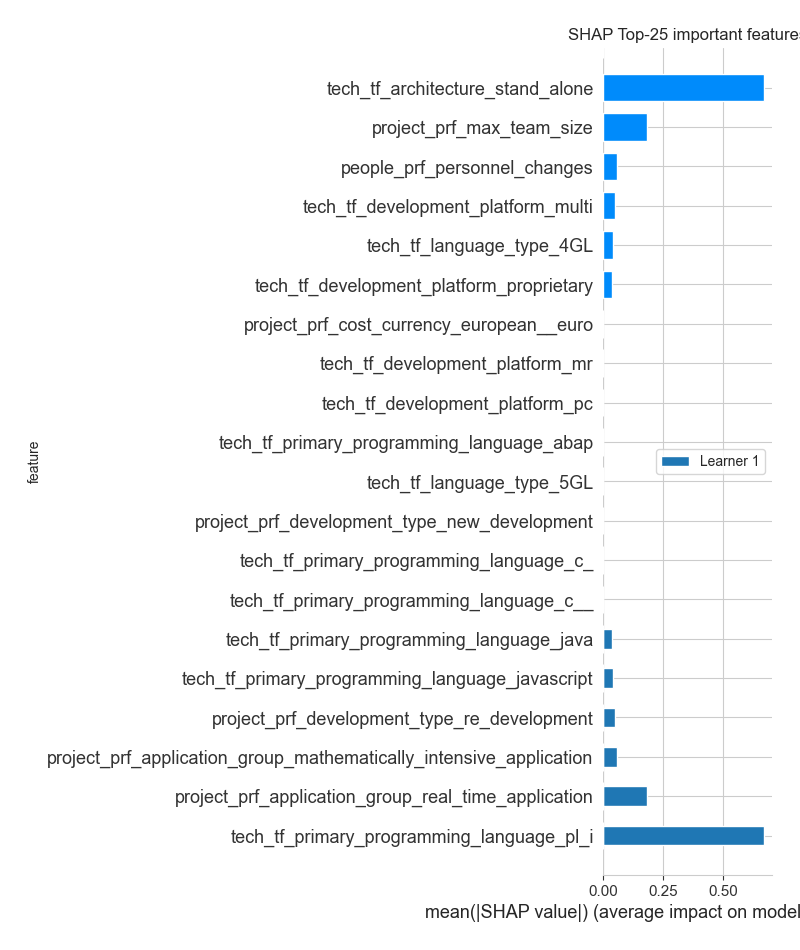 SHAP Top-25 important features
tech_tf_architecture_stand_alone
project_prf_max_team_size
people_prf_personnel_changes
tech_tf_development_platform_multi
tech_tf_language_type_4GL
tech_tf_development_platform_proprietary
project_prf_cost_currency_european__euro
tech_tf_development_platform_mr
tech_tf_development_platform_pc
tech_tf_primary_programming_language_abap
tech_tf_language_type_5GL
project_prf_development_type_new_development
tech_tf_primary_programming_language_c_
tech_tf_primary_programming_language_c__
tech_tf_primary_programming_language_java
tech_tf_primary_programming_language_javascript
project_prf_development_type_re_development
project_prf_application_group_mathematically_intensive_application
project_prf_application_group_real_time_application
tech_tf_primary_programming_language_pl_i
feature
Learner 1
0.00 0.25 0.50
mean(|SHAP value|) (average impact on model